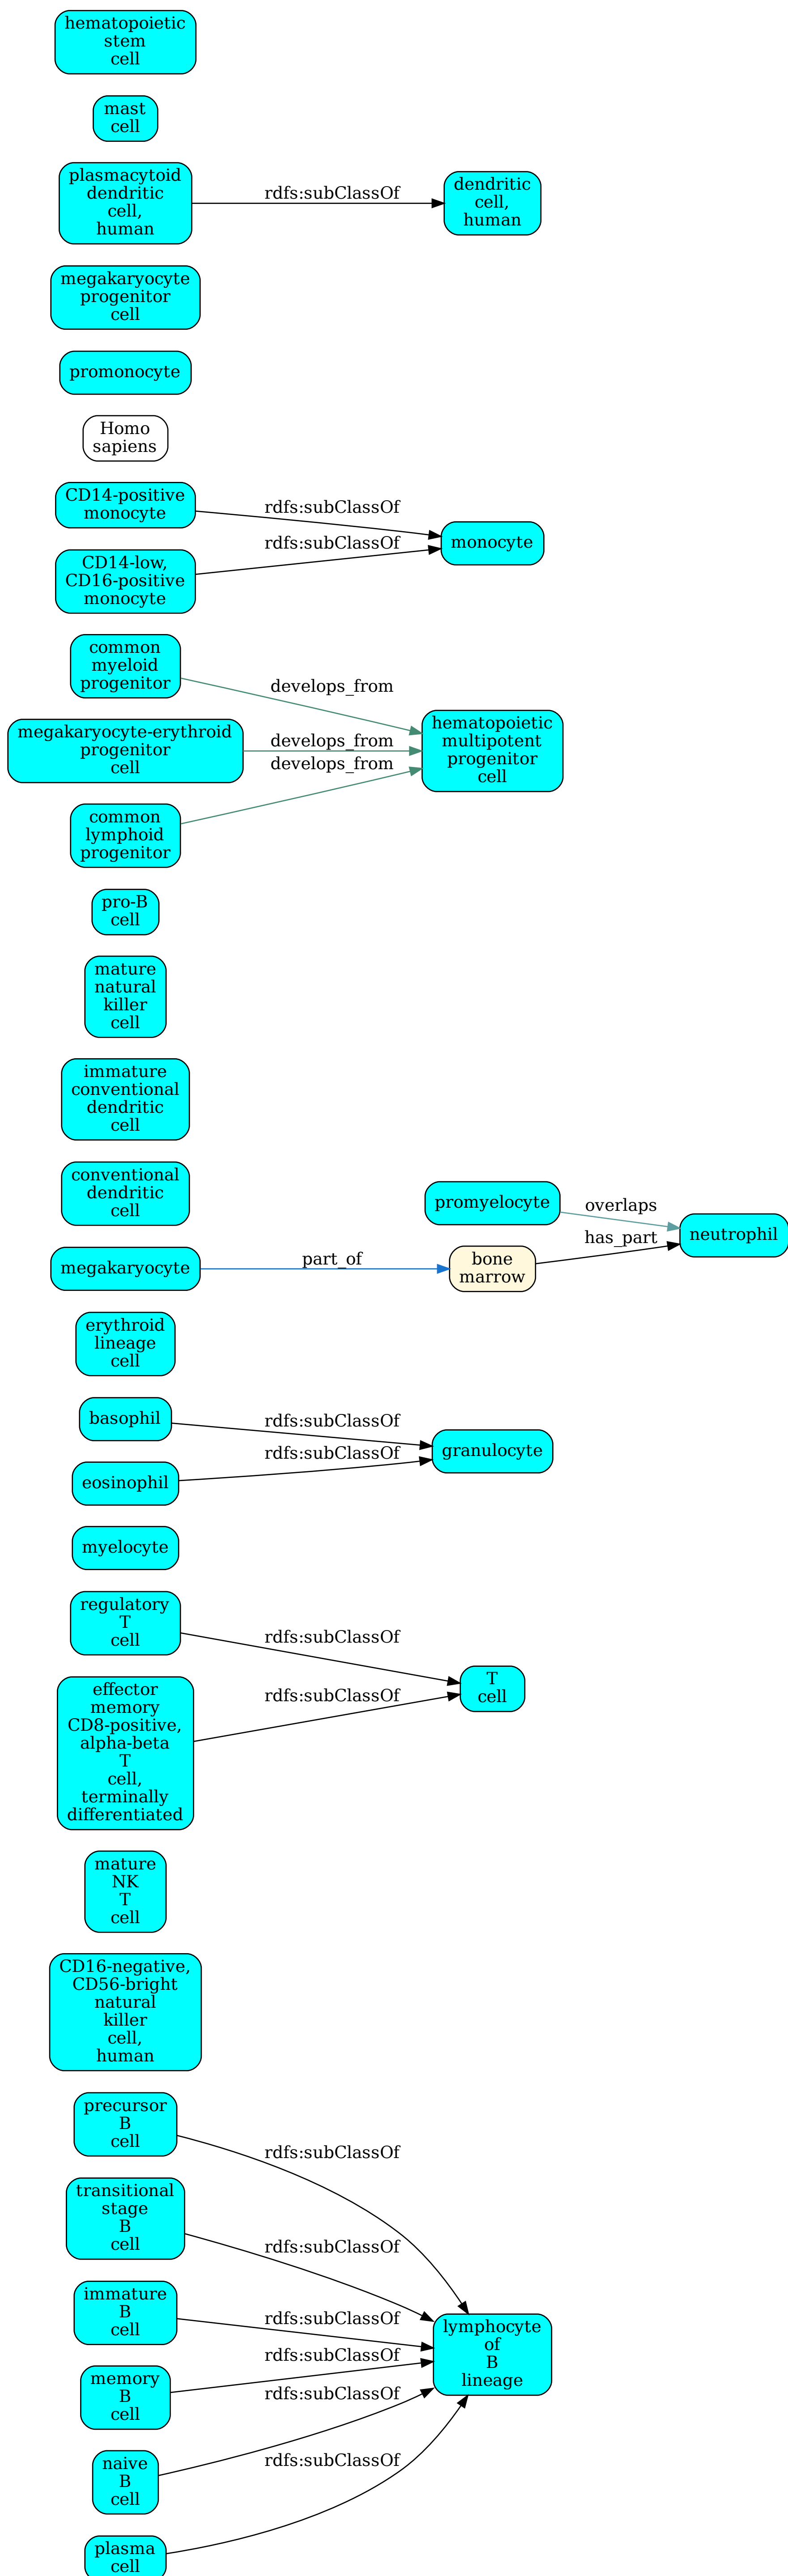 hematopoietic
stem
cell
mast
cell
plasmacytoid
dendritic
cell,
human
rdfs:subClassOf
dendritic
cell,
human
megakaryocyte
progenitor
cell
promonocyte
Homo
sapiens
CD14-positive
monocyte
rdfs:subClassOf
CD14-low,
CD16-positive
monocyte
rdfs:subClassOf
monocyte
common
myeloid
progenitor
develops_from
megakaryocyte-erythroid
progenitor
cell
develops_from
common
lymphoid
progenitor
develops_from
hematopoietic
multipotent
progenitor
cell
pro-B
cell
mature
natural
killer
cell
immature
conventional
dendritic
cell
conventional
dendritic
cell
promyelocyte
overlaps
neutrophil
megakaryocyte
part_of
bone
marrow
has_part
erythroid
lineage
cell
basophil
rdfs:subClassOf
eosinophil
rdfs:subClassOf
granulocyte
myelocyte
regulatory
T
cell
rdfs:subClassOf
effector
memory
CD8-positive,
alpha-beta
T
cell,
terminally
differentiated
rdfs:subClassOf
T
cell
mature
NK
T
cell
CD16-negative,
CD56-bright
natural
killer
cell,
human
precursor
B
cell
rdfs:subClassOf
transitional
stage
B
cell
rdfs:subClassOf
immature
B
cell
rdfs:subClassOf
memory
B
cell
rdfs:subClassOf
naive
B
cell
rdfs:subClassOf
plasma
cell
rdfs:subClassOf
lymphocyte
of
B
lineage